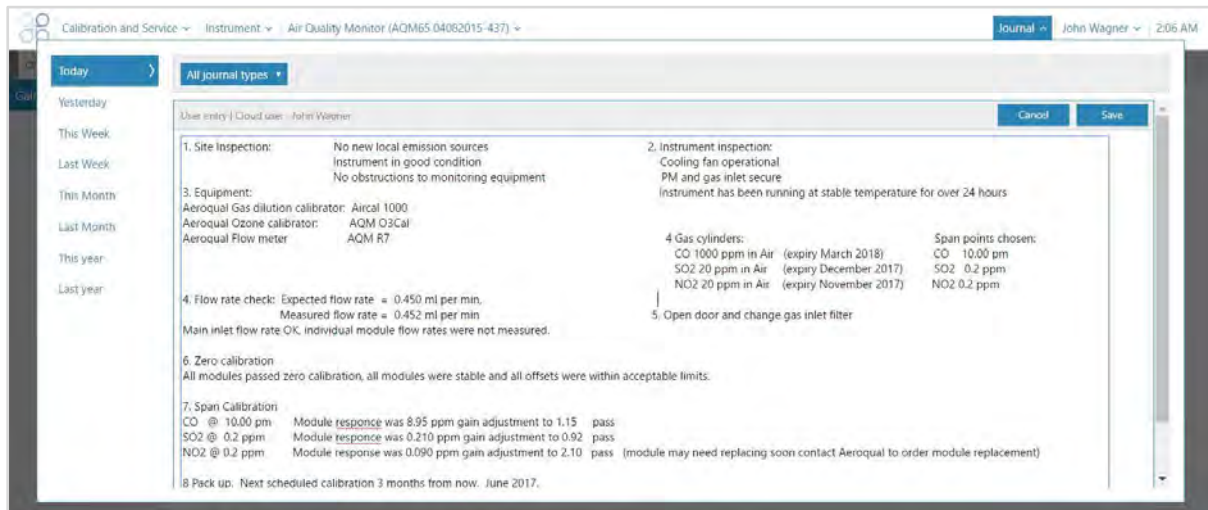 Calibration and Service Instrument Air Quality Monitor (AQM65 04082015-437) Journal John Wagner 2:06 AM
Today
Yesterday
This Week
Last Week
This Month
Last Month
This year
Last year
All journal types
User entry | Cloud user - John Wagner Cancel Save
1. Site Inspection: No new local emission sources 2. Instrument inspection:
Instrument in good condition Cooling fan operational
No obstructions to monitoring equipment PM and gas inlet secure
3. Equipment: Instrument has been running at stable temperature for over 24 hours
Aeroqual Gas dilution calibrator: Aircal 1000
Aeroqual Ozone calibrator: AQM O3Cal
Aeroqual Flow meter AQM R7 4 Gas cylinders: Span points chosen:
CO 1000 ppm in Air (expiry March 2018) CO 10.00 pm
SO2 20 ppm in Air (expiry December 2017) SO2 0.2 ppm
NO2 20 ppm in Air (expiry November 2017) NO2 0.2 ppm
4. Flow rate check: Expected flow rate = 0.450 ml per min,
Measured flow rate = 0.452 ml per min 5. Open door and change gas inlet filter
Main inlet flow rate OK, individual module flow rates were not measured.
6. Zero calibration
All modules passed zero calibration, all modules were stable and all offsets were within acceptable limits.
7. Span Calibration
CO @ 10.00 pm Module responce was 8.95 ppm gain adjustment to 1.15 pass
SO2 @ 0.2 ppm Module responce was 0.210 ppm gain adjustment to 0.92 pass
NO2 @ 0.2 ppm Module response was 0.090 ppm gain adjustment to 2.10 pass (module may need replacing soon contact Aeroqual to order module replacement)
8 Pack up. Next scheduled calibration 3 months from now. June 2017.